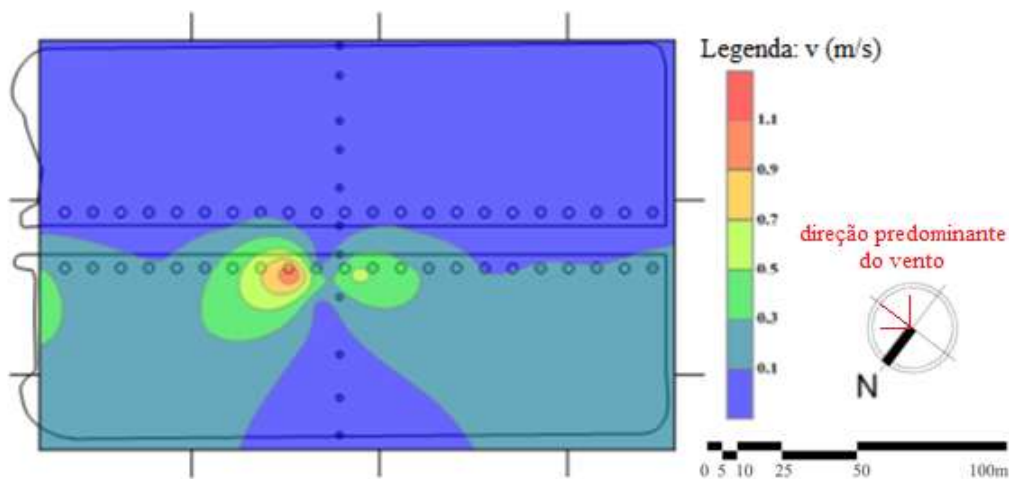 Legenda: v (m/s)
1.1
0.9
0.7
0.5
0.3
0.1
direção predominante
do vento
N
0 5 10 25 50 100m